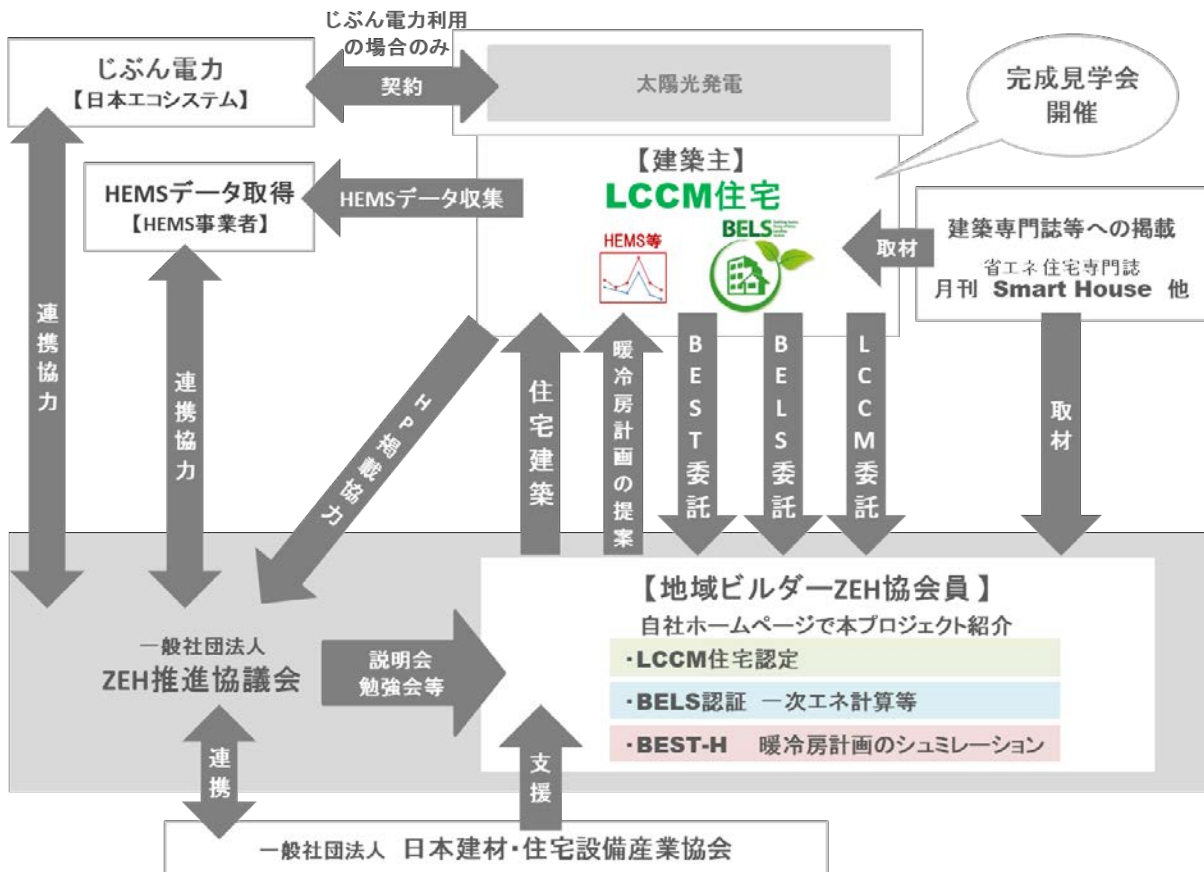 じぶん電力利用
の場合のみ
じぶん電力
【日本エコシステム】
契約
太陽光発電
完成見学会
開催
【建築主】
LCCM住宅
HEMSデータ取得
【HEMS事業者】
HEMSデータ収集
HEMS等
BELS
取材
建築専門誌等への掲載
省エネ住宅専門誌
月刊 Smart House 他
連携協力
連携協力
HP掲載協力
住宅建築
暖冷房計画の提案
BEST委託
BELS委託
LCCM委託
取材
【地域ビルダーZEH協会員】
自社ホームページで本プロジェクト紹介
・LCCM住宅認定
・BELS認証 一次エネ計算等
・BEST-H 暖冷房計画のシュミレーション
一般社団法人
ZEH推進協議会
説明会
勉強会等
連携
支援
一般社団法人 日本建材・住宅設備産業協会